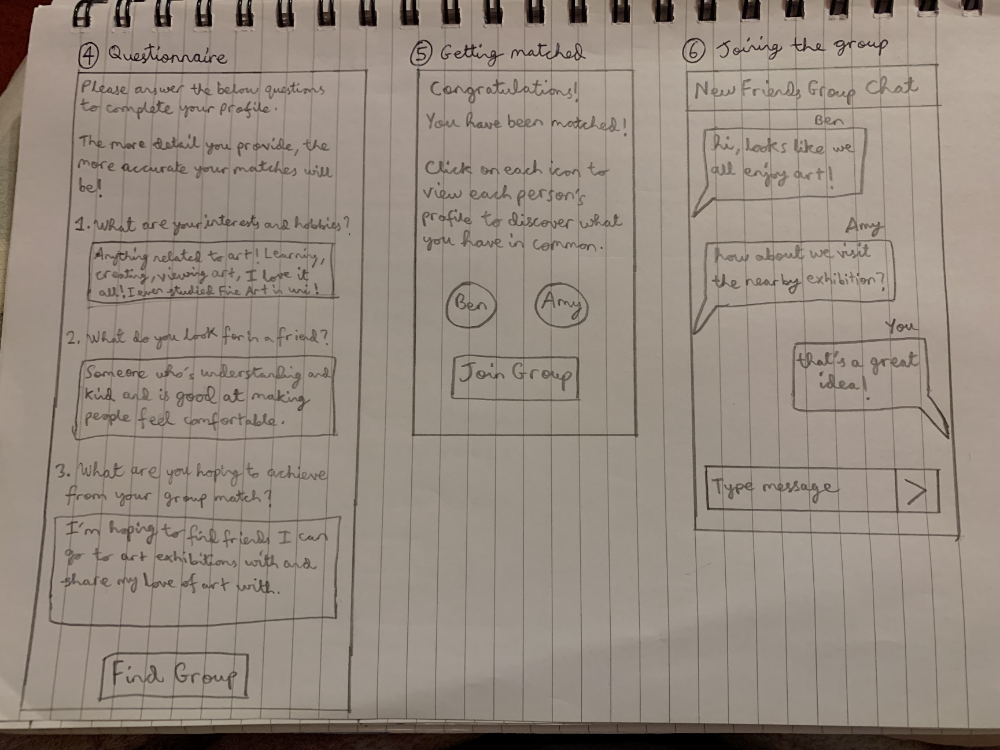 ④ Questionnaire
Please answer the below questions
to complete your profile.
The more detail you provide, the
more accurate your matches will
be!
1. What are your interests and hobbies?
Anything related to art! Learning,
creating, viewing art, I love it
all! I even studied Fine Art in uni!
2. What do you look for in a friend?
Someone who's understanding and
kind and is good at making
people feel comfortable.
3. What are you hoping to achieve
from your group match?
I'm hoping to find friends I can
go to art exhibitions with and
share my love of art with.
Find Group
⑤ Getting matched
Congratulations!
You have been matched!
Click on each icon to
view each person's
profile to discover what
you have in common.
Ben
Amy
Join Group
⑥ Joining the group
New Friends Group Chat
Ben
hi, looks like we
all enjoy art!
Amy
how about we visit
the nearby exhibition?
You
that's a great
idea!
Type message >